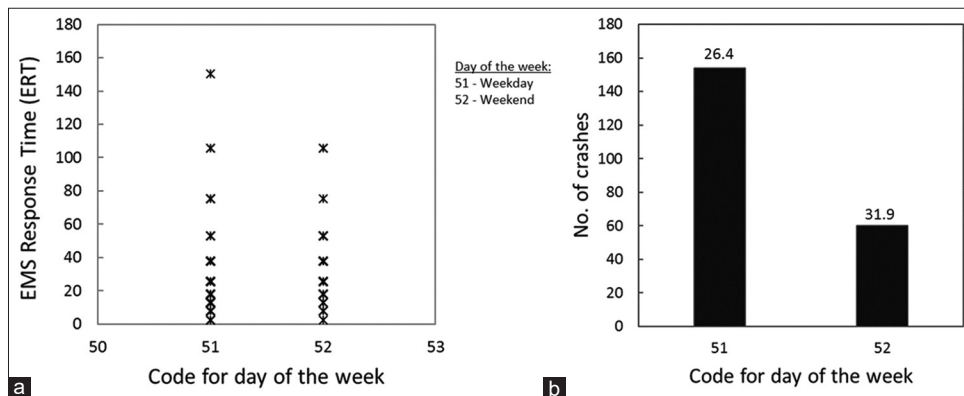 EMS Response Time (ERT)
180
160
140
120
100
80
60
40
20
0
50 51 52 53
Code for day of the week
a
Day of the week:
51 - Weekday
52 - Weekend
No. of crashes
180
160
140
120
100
80
60
40
20
0
26.4
31.9
51 52
Code for day of the week
b